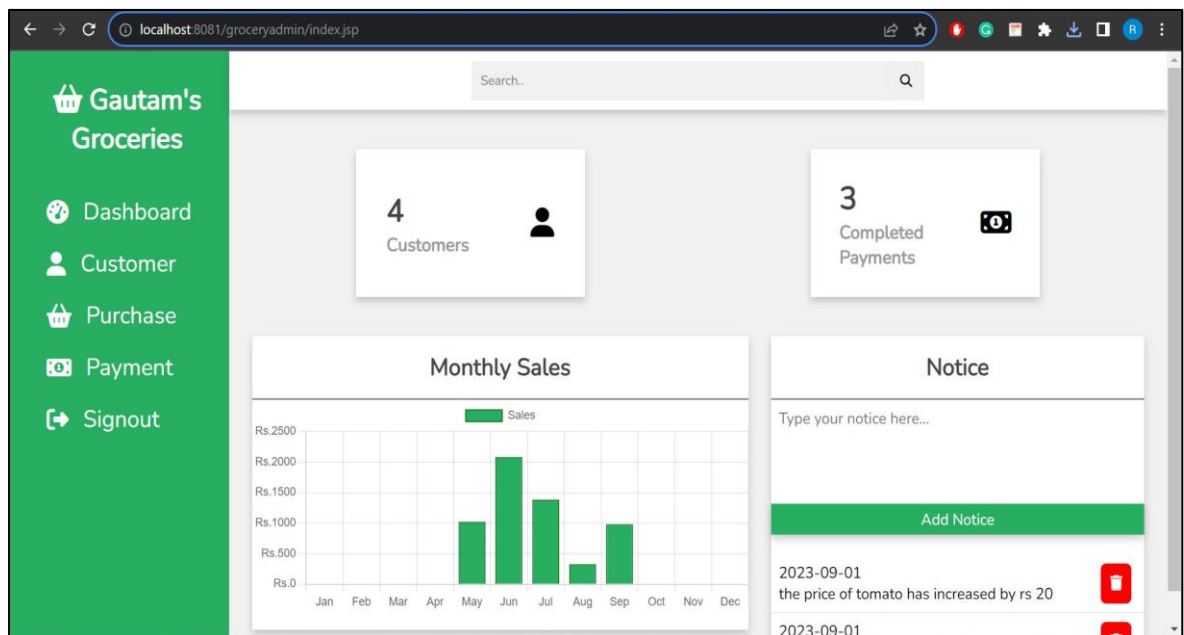 localhost:8081/groceryadmin/index.jsp
R
Gautam's
Groceries
Dashboard
Customer
Purchase
Payment
Signout
Search..
4
Customers
3
Completed
Payments
Monthly Sales
Sales
Rs.2500
Rs.2000
Rs.1500
Rs.1000
Rs.500
Rs.0
Jan Feb Mar Apr May Jun Jul Aug Sep Oct Nov Dec
Notice
Type your notice here...
Add Notice
2023-09-01
the price of tomato has increased by rs 20
2023-09-01